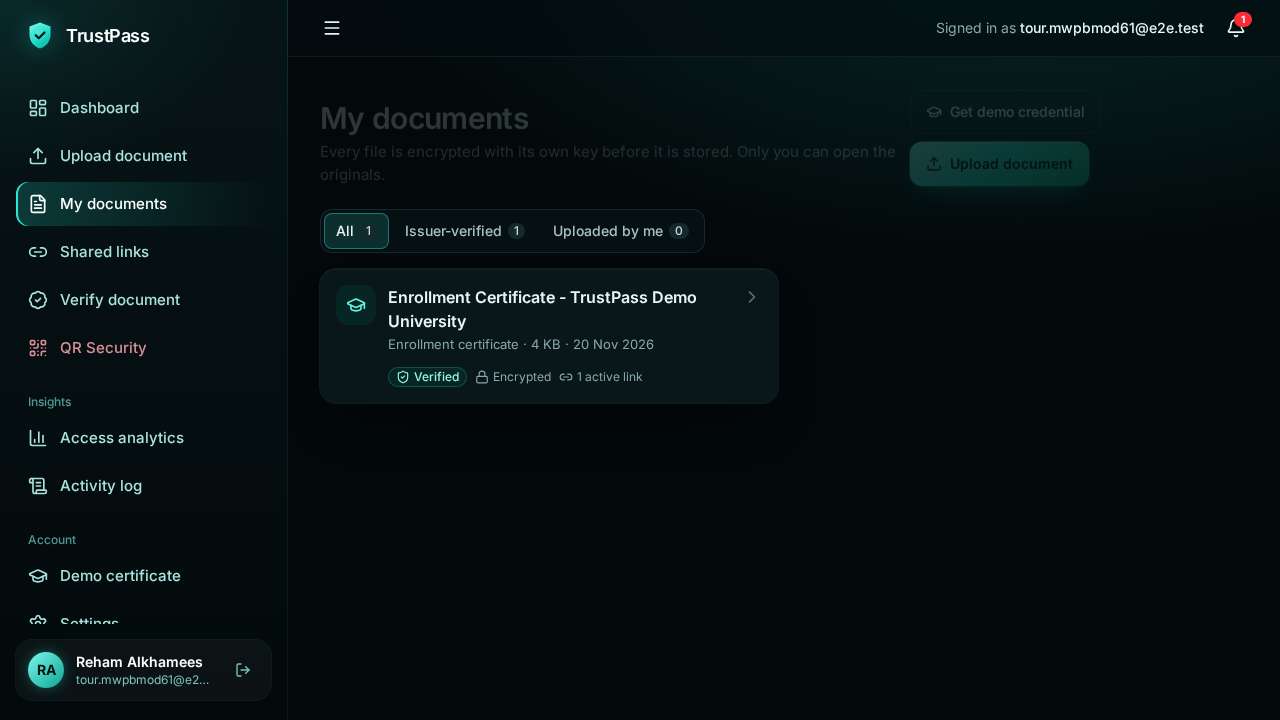 TrustPass
Dashboard
Upload document
My documents
Shared links
Verify document
QR Security
Insights
Access analytics
Activity log
Account
Demo certificate
Settings
RA
Reham Alkhamees
tour.mwpbmod61@e2...
Signed in as tour.mwpbmod61@e2e.test
1
My documents
Every file is encrypted with its own key before it is stored. Only you can open the
originals.
Get demo credential
Upload document
All 1
Issuer-verified 1
Uploaded by me 0
Enrollment Certificate - TrustPass Demo
University
Enrollment certificate · 4 KB · 20 Nov 2026
Verified
Encrypted
1 active link